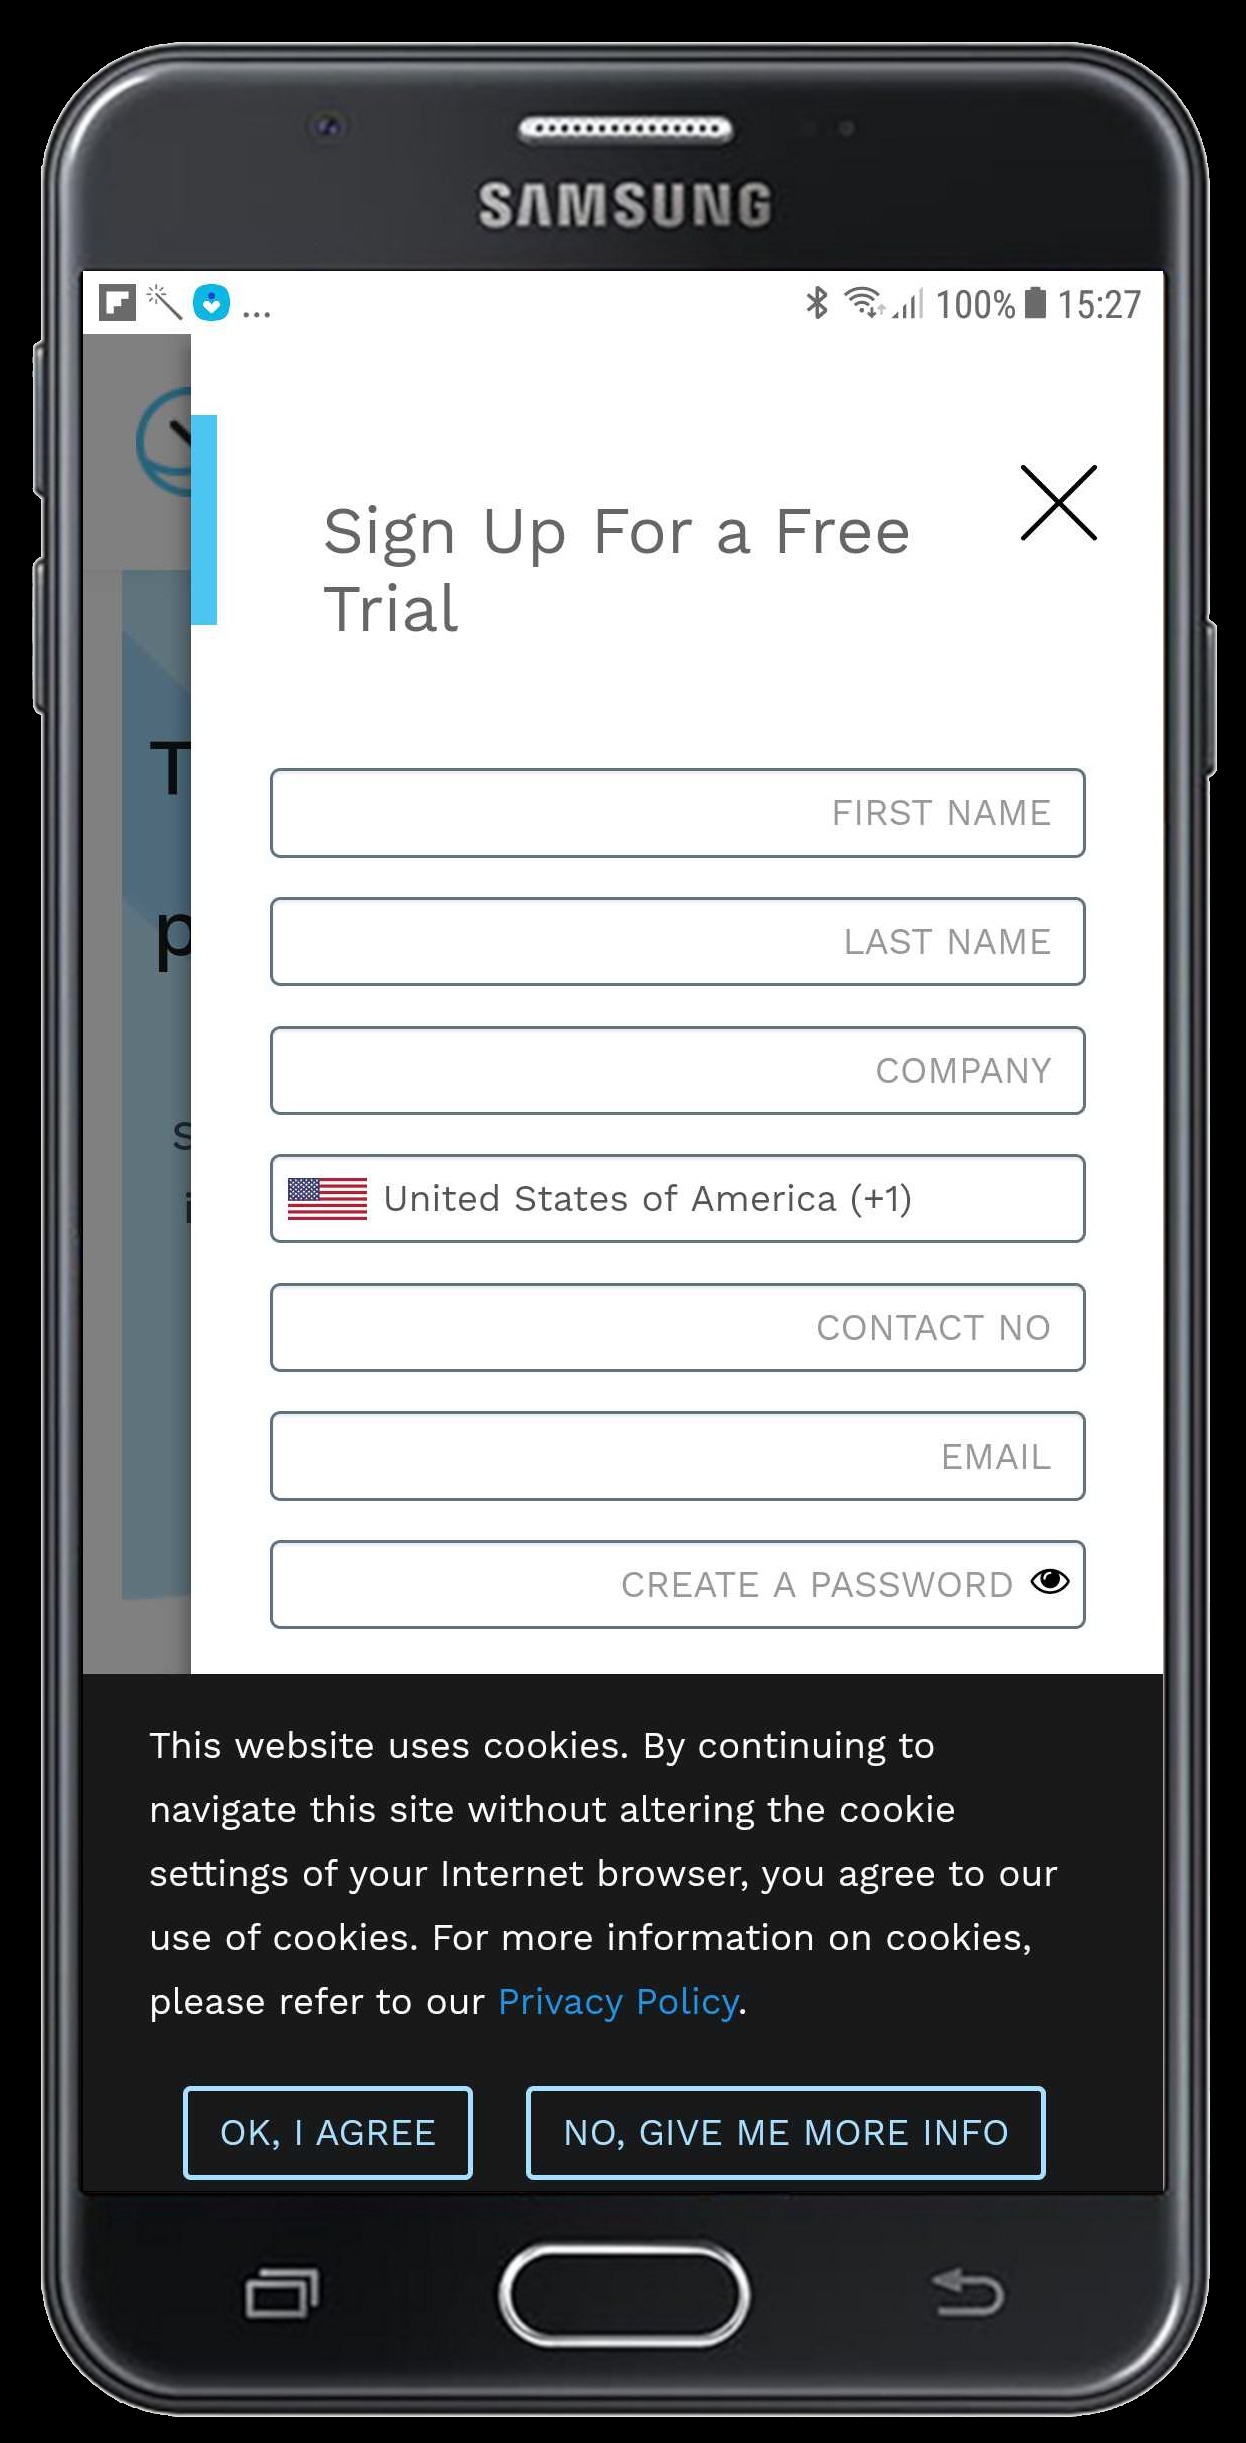 SAMSUNG
... 100% 15:27
Sign Up For a Free
Trial
FIRST NAME
LAST NAME
COMPANY
United States of America (+1)
CONTACT NO
EMAIL
CREATE A PASSWORD
T
p
s
i
This website uses cookies. By continuing to
navigate this site without altering the cookie
settings of your Internet browser, you agree to our
use of cookies. For more information on cookies,
please refer to our Privacy Policy.
OK, I AGREE
NO, GIVE ME MORE INFO